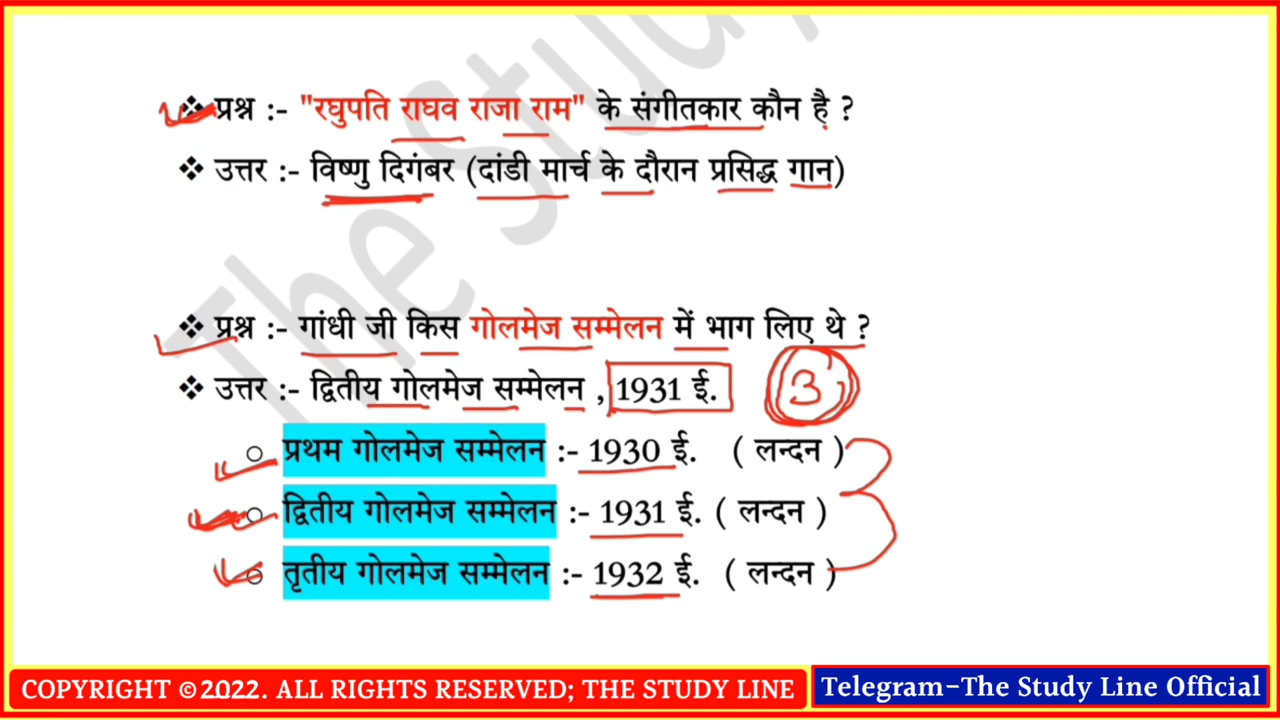 ❖ प्रश्न :- "रघुपति राघव राजा राम" के संगीतकार कौन है ?
❖ उत्तर :- विष्णु दिगंबर (दांडी मार्च के दौरान प्रसिद्ध गान)
❖ प्रश्न :- गांधी जी किस गोलमेज सम्मेलन में भाग लिए थे ?
❖ उत्तर :- द्वितीय गोलमेज सम्मेलन , 1931 ई. 3
○ प्रथम गोलमेज सम्मेलन :- 1930 ई. ( लन्दन )
○ द्वितीय गोलमेज सम्मेलन :- 1931 ई. ( लन्दन )
○ तृतीय गोलमेज सम्मेलन :- 1932 ई. ( लन्दन )
The Study
COPYRIGHT ©2022. ALL RIGHTS RESERVED; THE STUDY LINE
Telegram-The Study Line Official